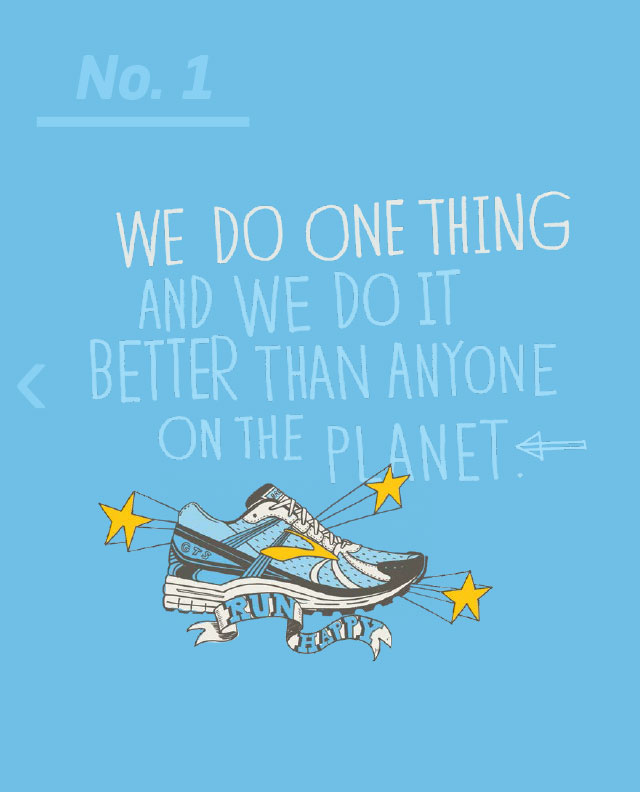 No. 1
WE DO ONE THING
AND WE DO IT
BETTER THAN ANYONE
ON THE PLANET.
GTS
RUN
HAPPY